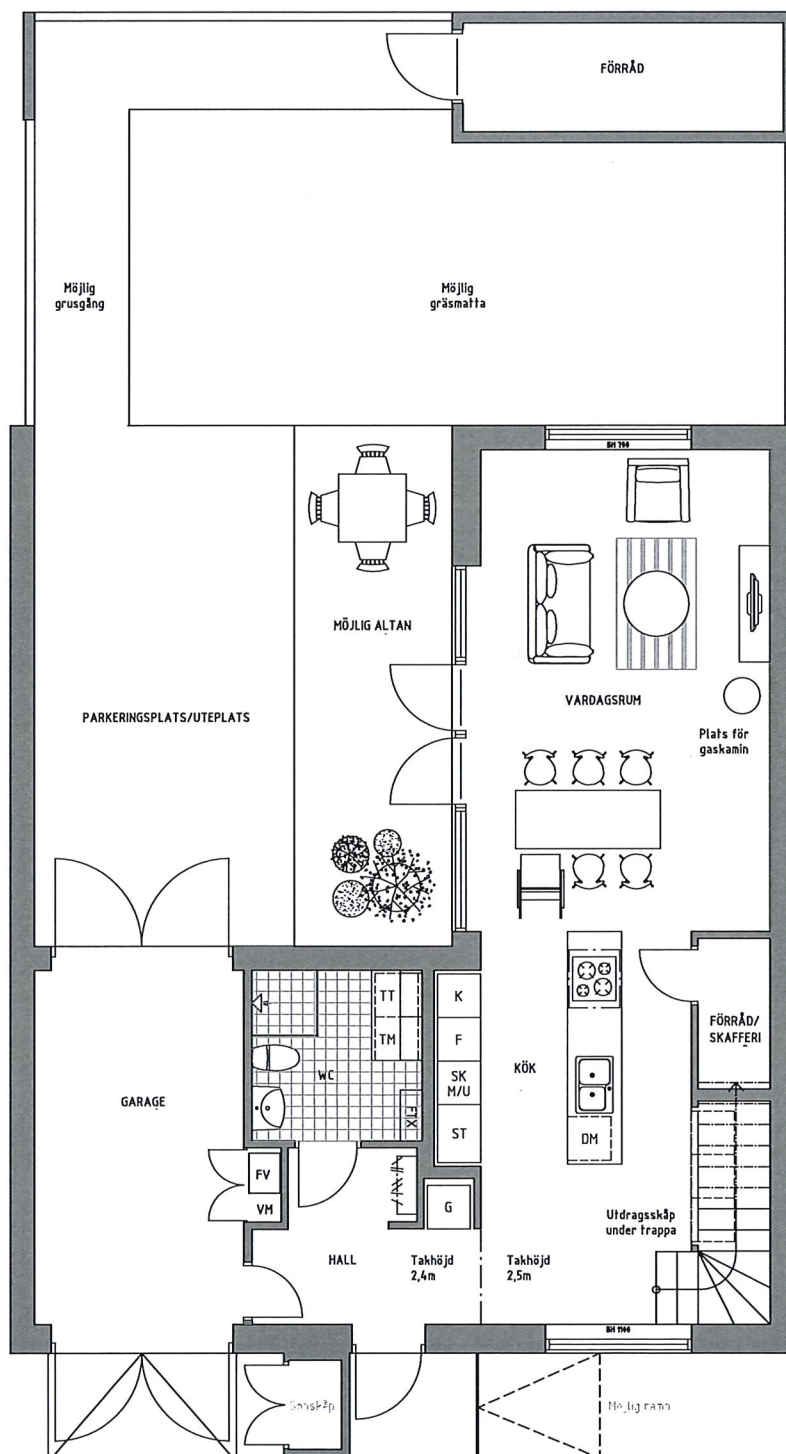 FÖRRÅD
Möjlig
grusgång
Möjlig
gräsmatta
BH 700
MÖJLIG ALTAN
PARKERINGSPLATS/UTEPLATS
VARDAGSRUM
Plats för
gaskamin
TT
K
TM
F
FÖRRÅD/
SKAFFERI
WC
SK
M/U
KÖK
GARAGE
FTX
ST
DM
FV
VM
G
Utdragsskåp
under trappa
HALL
Takhöjd
2,4m
Takhöjd
2,5m
BH 1100
Möjlig ramp